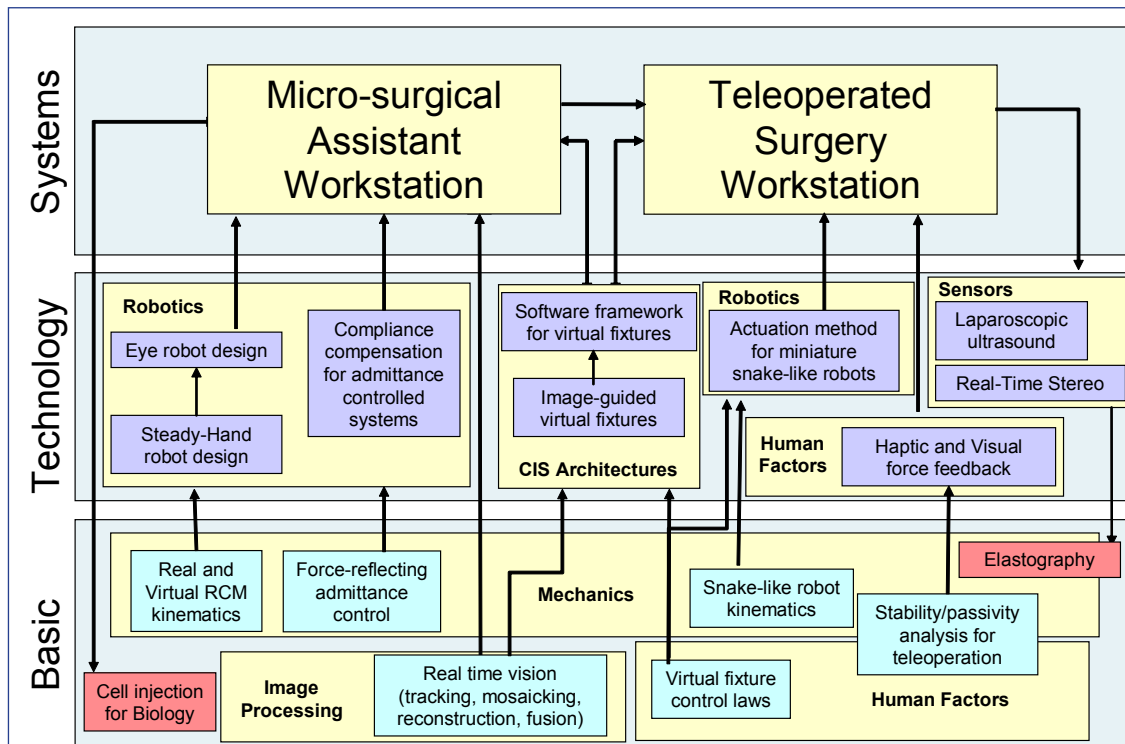 Systems
Micro-surgical
Assistant
Workstation
Teleoperated
Surgery
Workstation
Technology
Robotics
Eye robot design
Steady-Hand
robot design
Compliance
compensation
for admittance
controlled
systems
Software framework
for virtual fixtures
Image-guided
virtual fixtures
CIS Architectures
Robotics
Actuation method
for miniature
snake-like robots
Sensors
Laparoscopic
ultrasound
Real-Time Stereo
Human
Factors
Haptic and Visual
force feedback
Basic
Real and
Virtual RCM
kinematics
Force-reflecting
admittance
control
Mechanics
Snake-like robot
kinematics
Elastography
Stability/passivity
analysis for
teleoperation
Cell injection
for Biology
Image
Processing
Real time vision
(tracking, mosaicking,
reconstruction, fusion)
Virtual fixture
control laws
Human Factors